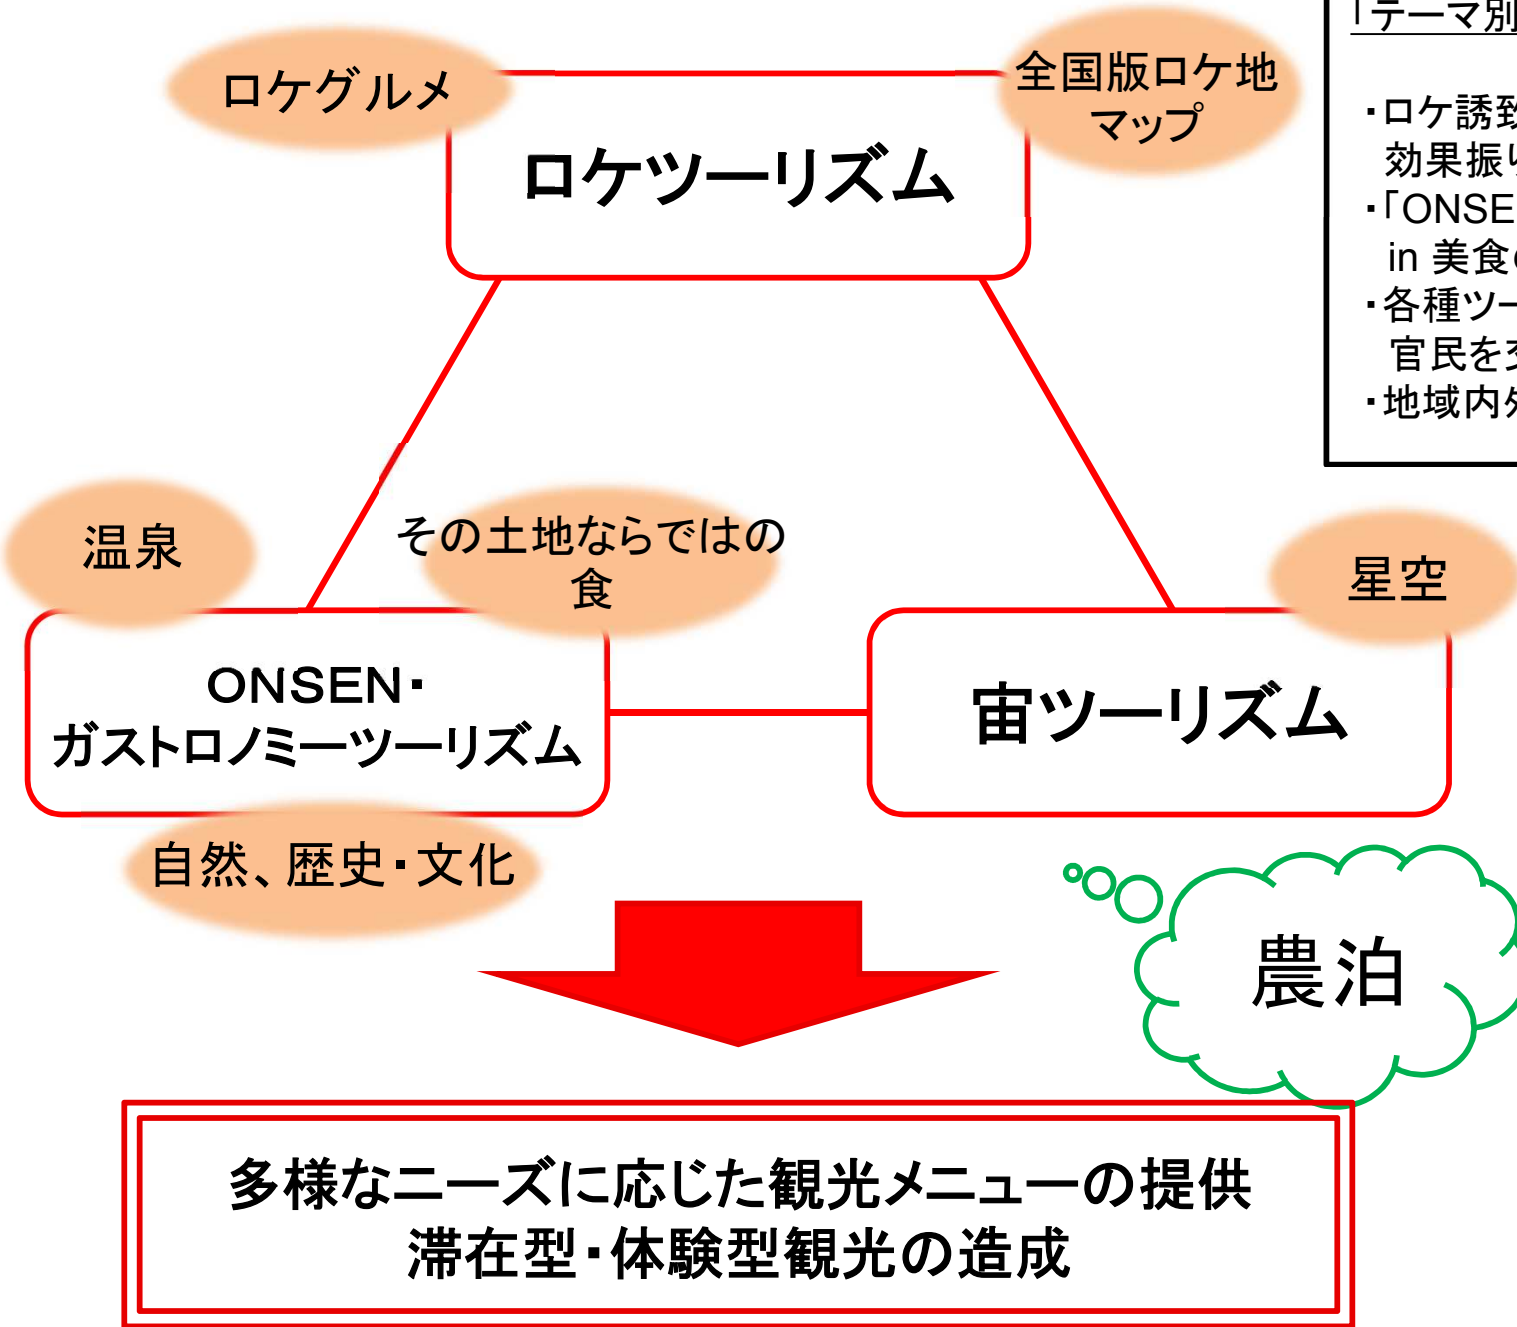 ロケグルメ
全国版ロケ地
マップ
ロケツーリズム
「テーマ別
・ロケ誘致
効果振り
・「ONSE
in 美食の
・各種ツー
官民を交
・地域内外
温泉
その土地ならではの
食
星空
ONSEN・
ガストロノミーツーリズム
宙ツーリズム
自然、歴史・文化
農泊
多様なニーズに応じた観光メニューの提供
滞在型・体験型観光の造成